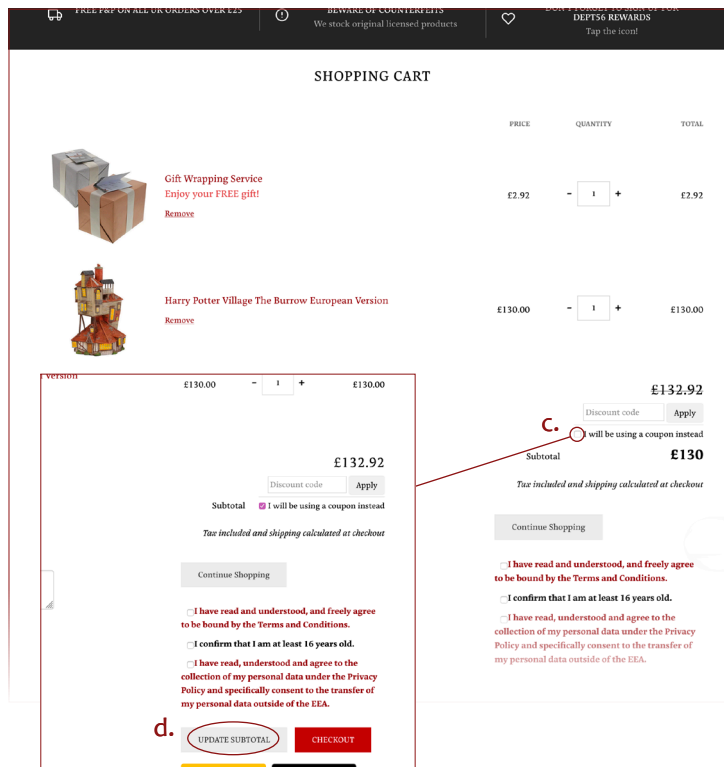 FREE P&P ON ALL UK ORDERS OVER £25
BEWARE OF COUNTERFEITS
We stock original licensed products
DON'T FORGET TO SIGN UP FOR
DEPT56 REWARDS
Tap the icon!
SHOPPING CART
PRICE QUANTITY TOTAL
Gift Wrapping Service
Enjoy your FREE gift!
Remove
£2.92 - 1 + £2.92
Harry Potter Village The Burrow European Version
Remove
£130.00 - 1 + £130.00
£132.92
Discount code Apply
c.
I will be using a coupon instead
Subtotal £130
Tax included and shipping calculated at checkout
Continue Shopping
I have read and understood, and freely agree
to be bound by the Terms and Conditions.
I confirm that I am at least 16 years old.
I have read, understood and agree to the
collection of my personal data under the Privacy
Policy and specifically consent to the transfer of
my personal data outside of the EEA.
Version
£130.00 - 1 + £130.00
£132.92
Discount code Apply
Subtotal I will be using a coupon instead
Tax included and shipping calculated at checkout
Continue Shopping
I have read and understood, and freely agree
to be bound by the Terms and Conditions.
I confirm that I am at least 16 years old.
I have read, understood and agree to the
collection of my personal data under the Privacy
Policy and specifically consent to the transfer of
my personal data outside of the EEA.
d.
UPDATE SUBTOTAL CHECKOUT